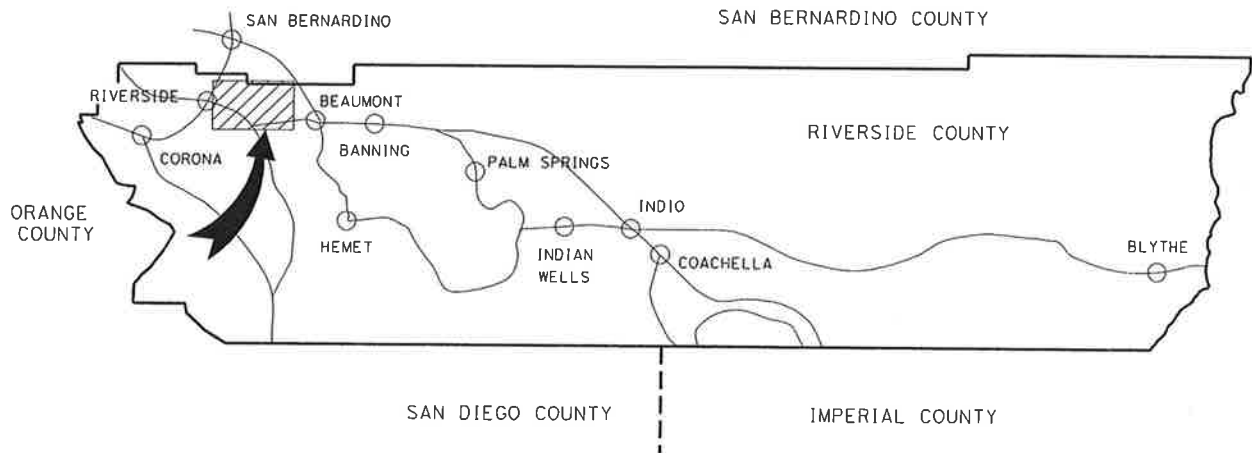 SAN BERNARDINO
SAN BERNARDINO COUNTY
RIVERSIDE
BEAUMONT
RIVERSIDE COUNTY
CORONA
BANNING
PALM SPRINGS
ORANGE
COUNTY
HEMET
INDIAN
WELLS
INDIO
COACHELLA
BLYTHE
SAN DIEGO COUNTY
IMPERIAL COUNTY